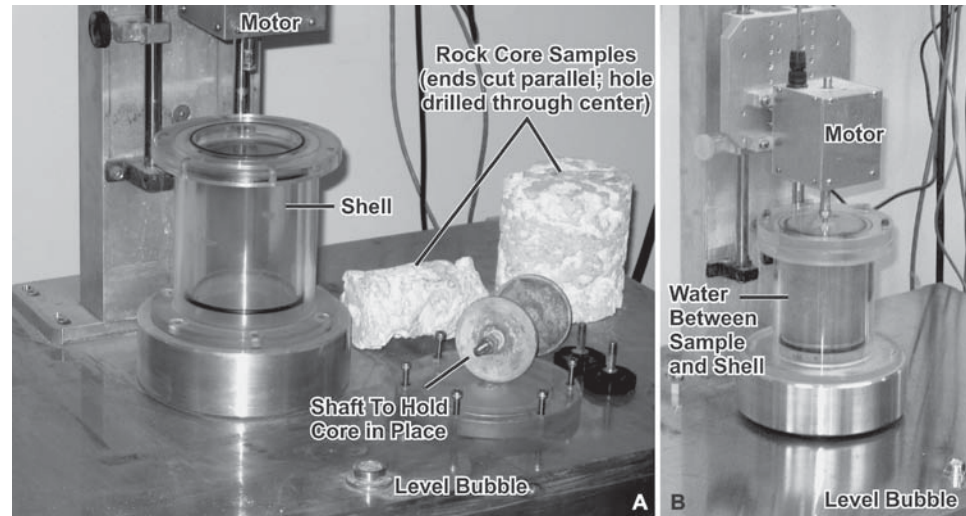 Motor
Rock Core Samples
(ends cut parallel; hole
drilled through center)
Shell
Shaft To Hold
Core in Place
Level Bubble
A
Motor
Water
Between
Sample
and Shell
B
Level Bubble